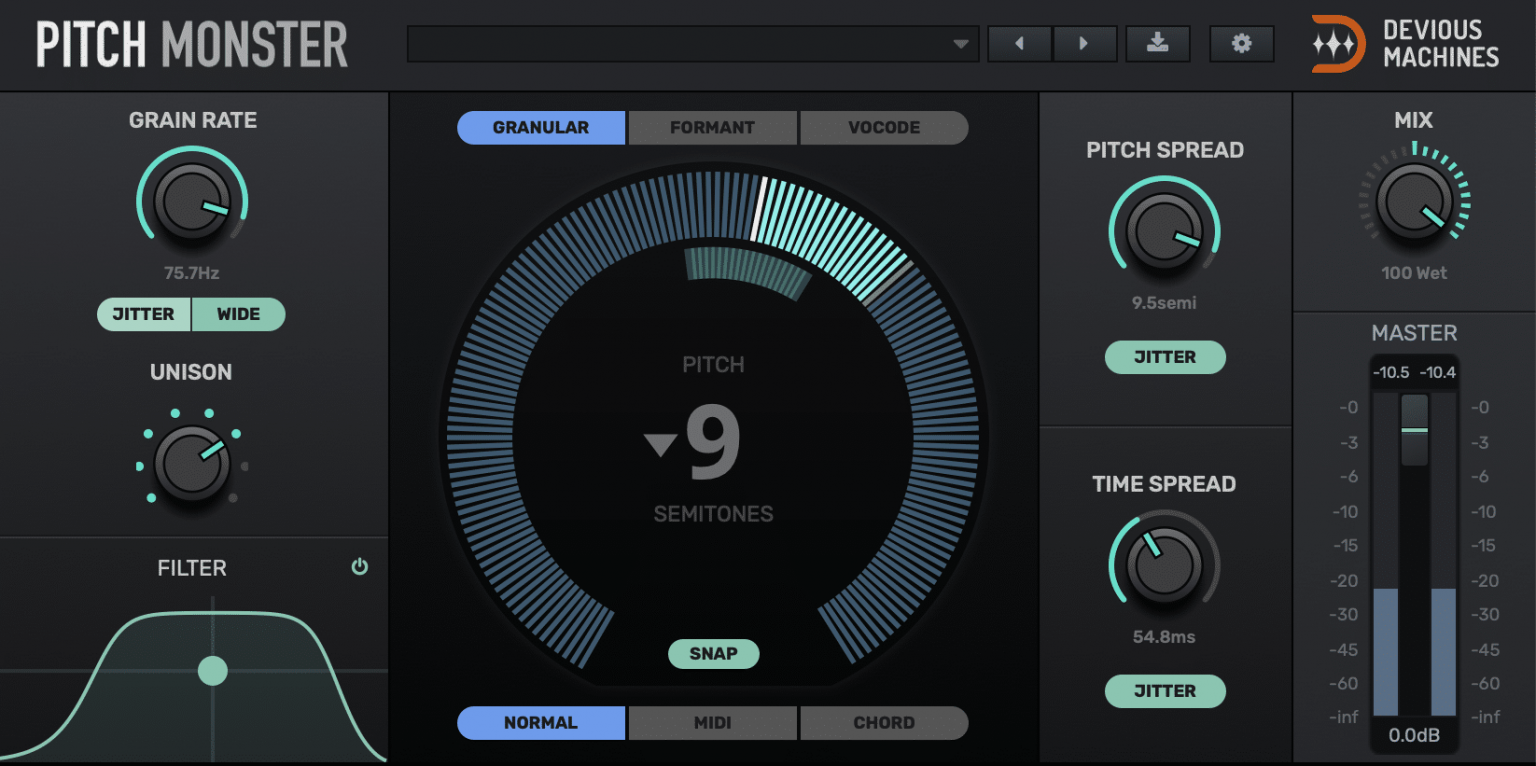 PITCH MONSTER
DEVIOUS
MACHINES
GRAIN RATE
75.7Hz
JITTER WIDE
UNISON
FILTER
GRANULAR FORMANT VOCODE
PITCH
9
SEMITONES
SNAP
NORMAL MIDI CHORD
PITCH SPREAD
9.5semi
JITTER
TIME SPREAD
54.8ms
JITTER
MIX
100 Wet
MASTER
-10.5 -10.4
-0 -0
-3 -3
-6 -6
-10 -10
-15 -15
-20 -20
-30 -30
-45 -45
-60 -60
-inf -inf
0.0dB